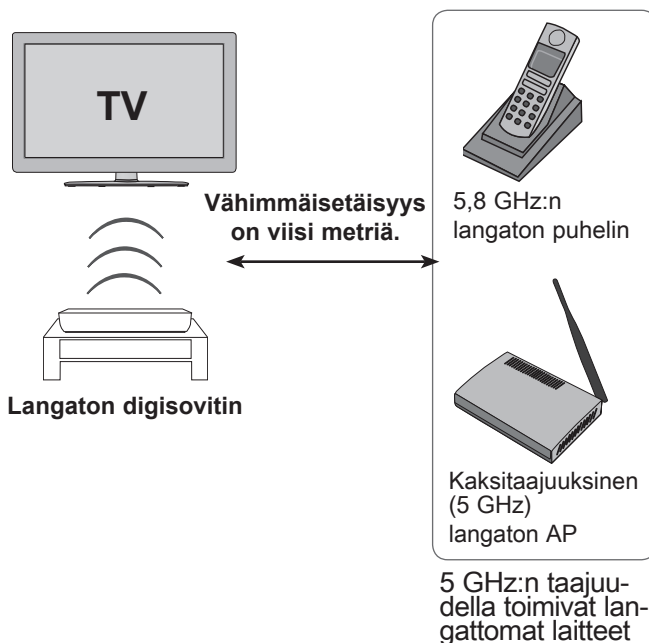 TV
Vähimmäisetäisyys
on viisi metriä.
Langaton digisovitin
5,8 GHz:n
langaton puhelin
Kaksitaajuuksinen
(5 GHz)
langaton AP
5 GHz:n taajuu-
della toimivat lan-
gattomat laitteet